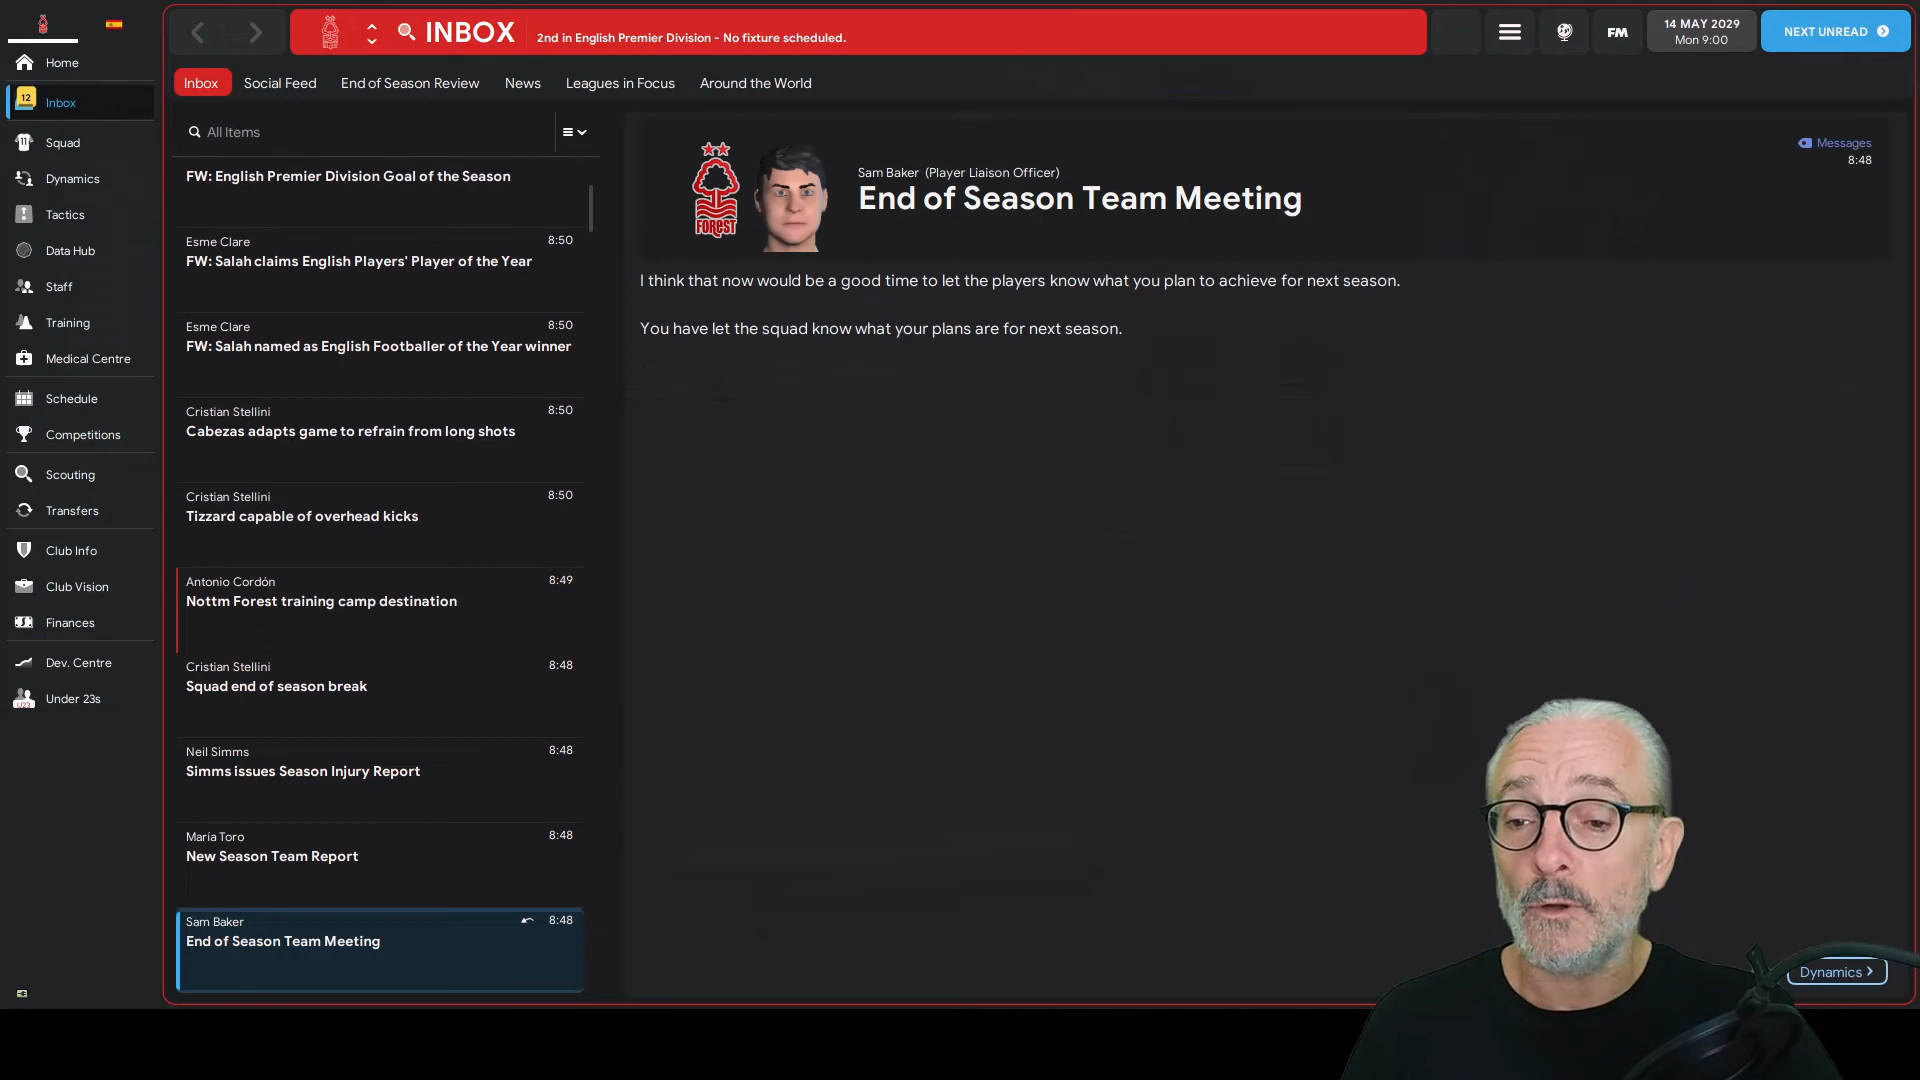 INBOX
2nd in English Premier Division - No fixture scheduled.
FM
14 MAY 2029
Mon 9:00
NEXT UNREAD
Home
12
Inbox
11
Squad
Dynamics
Tactics
Data Hub
Staff
Training
Medical Centre
Schedule
Competitions
Scouting
Transfers
Club Info
Club Vision
Finances
Dev. Centre
U23
Under 23s
Inbox
Social Feed
End of Season Review
News
Leagues in Focus
Around the World
All Items
FW: English Premier Division Goal of the Season
Esme Clare 8:50
FW: Salah claims English Players' Player of the Year
Esme Clare 8:50
FW: Salah named as English Footballer of the Year winner
Cristian Stellini 8:50
Cabezas adapts game to refrain from long shots
Cristian Stellini 8:50
Tizzard capable of overhead kicks
Antonio Cordón 8:49
Nottm Forest training camp destination
Cristian Stellini 8:48
Squad end of season break
Neil Simms 8:48
Simms issues Season Injury Report
María Toro 8:48
New Season Team Report
Sam Baker 8:48
End of Season Team Meeting
FOREST
Sam Baker (Player Liaison Officer)
End of Season Team Meeting
Messages
8:48
I think that now would be a good time to let the players know what you plan to achieve for next season.
You have let the squad know what your plans are for next season.
Dynamics